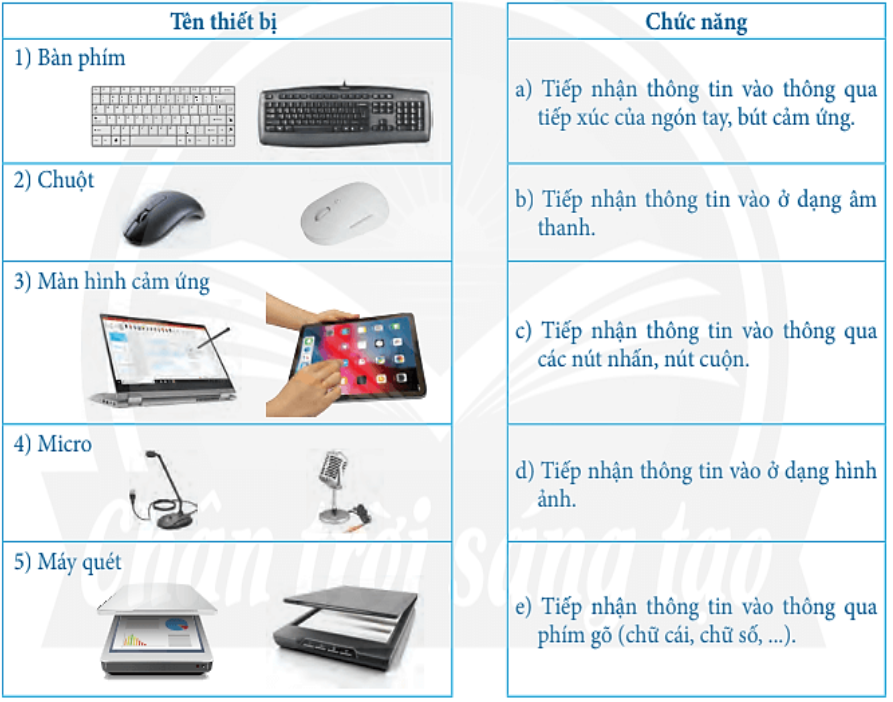 Tên thiết bị
1) Bàn phím
2) Chuột
3) Màn hình cảm ứng
4) Micro
5) Máy quét
Chức năng
a) Tiếp nhận thông tin vào thông qua
tiếp xúc của ngón tay, bút cảm ứng.
b) Tiếp nhận thông tin vào ở dạng âm
thanh.
c) Tiếp nhận thông tin vào thông qua
các nút nhấn, nút cuộn.
d) Tiếp nhận thông tin vào ở dạng hình
ảnh.
e) Tiếp nhận thông tin vào thông qua
phím gõ (chữ cái, chữ số, ...).
Chân trời sáng tạo